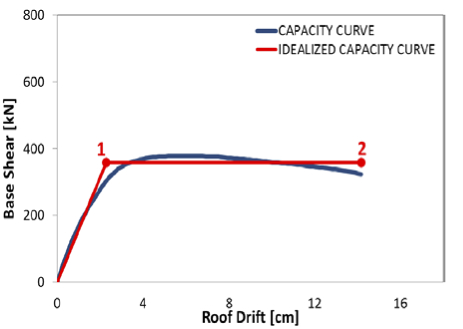 800
CAPACITY CURVE
IDEALIZED CAPACITY CURVE
600
Base Shear [kN]
400
1
2
200
0
0 4 8 12 16
Roof Drift [cm]